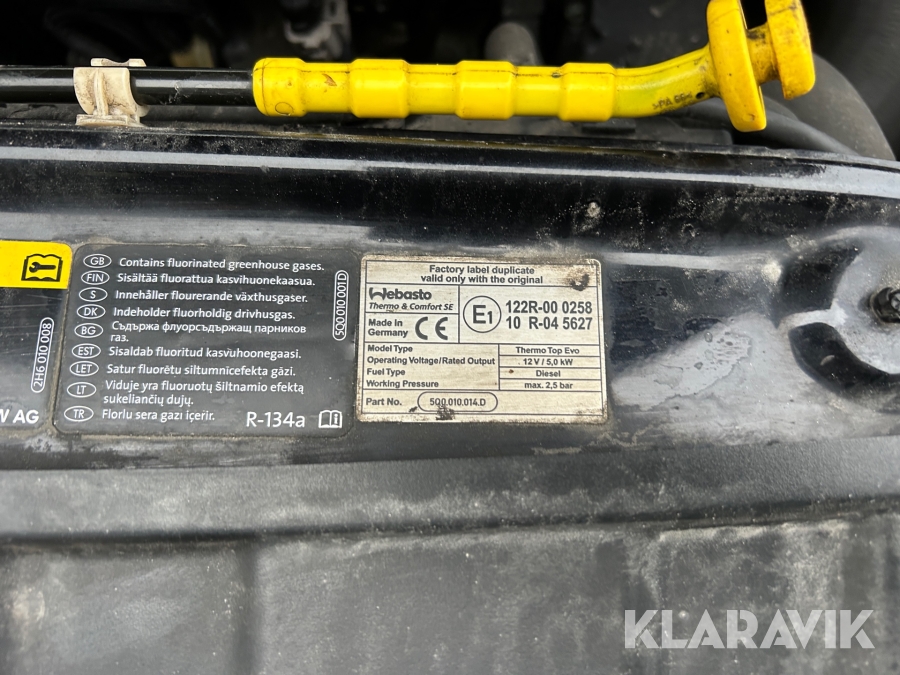 2H6 010 008
W AG
GB Contains fluorinated greenhouse gases.
FIN Sisältää fluorattua kasvihuonekaasua.
S Innehåller flourerande växthusgaser.
DK Indeholder fluorholdig drivhusgas.
BG Съдържа флуорсъдържащ парников
газ.
EST Sisaldab fluoritud kasvuhoonegaasi.
LET Satur fluorētu siltumnicefekta gāzi.
LT Viduje yra fluoruotų šiltnamio efektą
sukeliančių dujų.
TR Florlu sera gazı içerir.
R-134a
5Q0 010 001D
Factory label duplicate
valid only with the original
Webasto
Thermo & Comfort SE
Made in
Germany
CE
E1
122R-00 0258
10 R-04 5627
Model Type Thermo Top Evo
Operating Voltage/Rated Output 12 V / 5,0 kW
Fuel Type Diesel
Working Pressure max. 2,5 bar
Part No. 5Q0.010.014.D
KLARAVIK